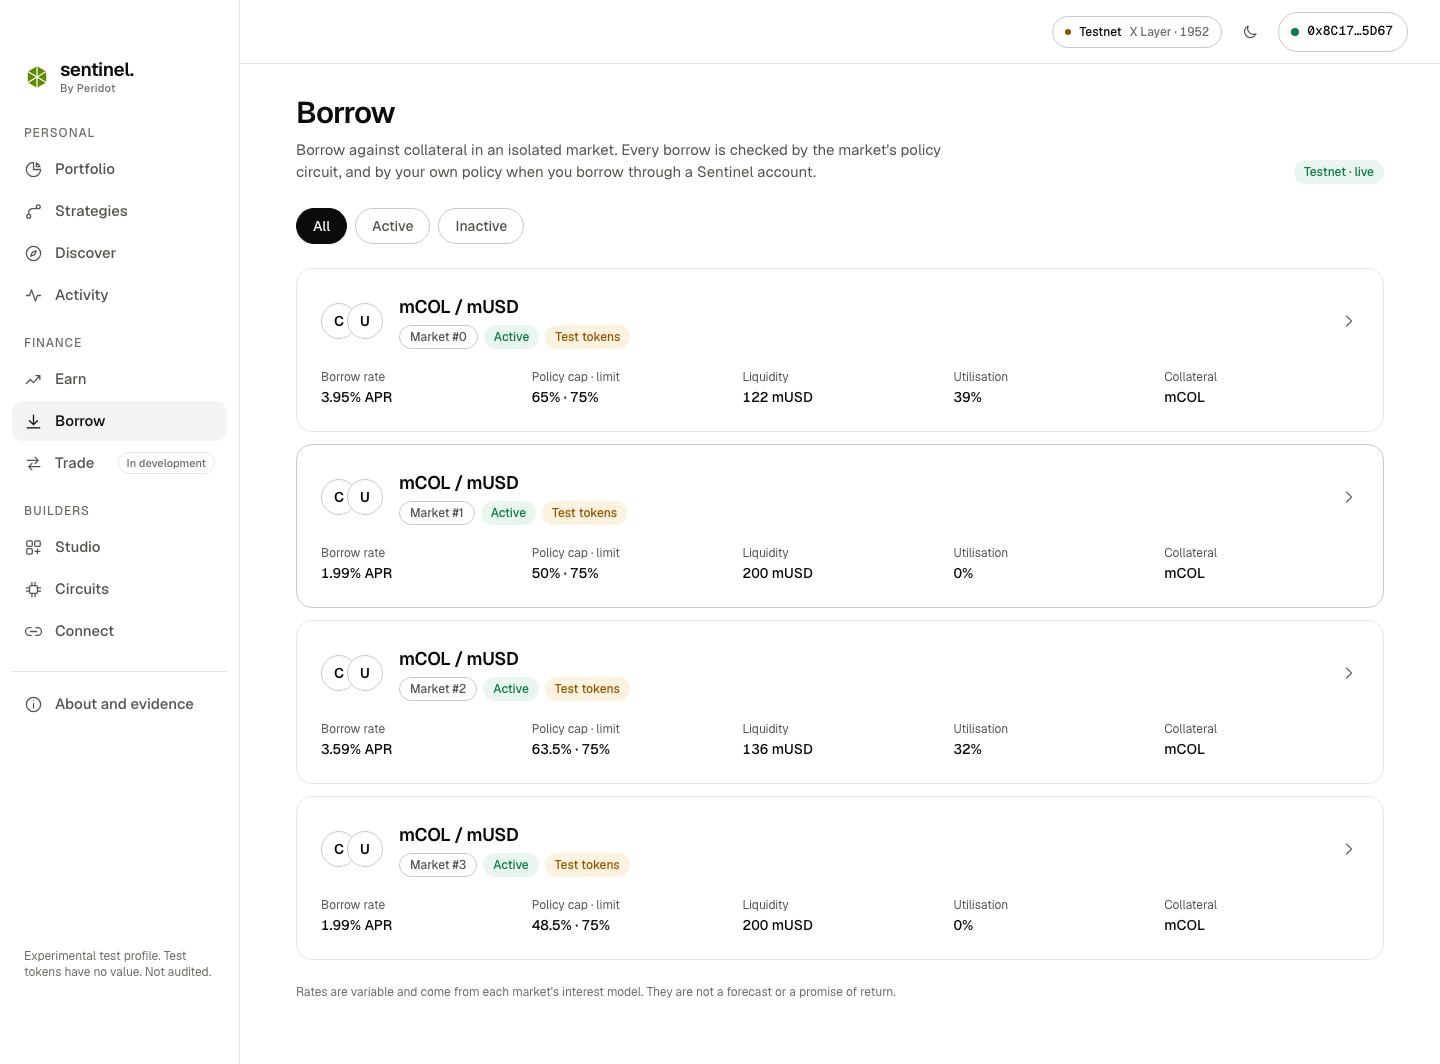 sentinel.
By Peridot
PERSONAL
Portfolio
Strategies
Discover
Activity
FINANCE
Earn
Borrow
Trade In development
BUILDERS
Studio
Circuits
Connect
About and evidence
Experimental test profile. Test
tokens have no value. Not audited.
Testnet X Layer · 1952
0x8C17…5D67
Borrow
Borrow against collateral in an isolated market. Every borrow is checked by the market's policy
circuit, and by your own policy when you borrow through a Sentinel account.
Testnet · live
All Active Inactive
C U mCOL / mUSD
Market #0 Active Test tokens
Borrow rate Policy cap · limit Liquidity Utilisation Collateral
3.95% APR 65% · 75% 122 mUSD 39% mCOL
C U mCOL / mUSD
Market #1 Active Test tokens
Borrow rate Policy cap · limit Liquidity Utilisation Collateral
1.99% APR 50% · 75% 200 mUSD 0% mCOL
C U mCOL / mUSD
Market #2 Active Test tokens
Borrow rate Policy cap · limit Liquidity Utilisation Collateral
3.59% APR 63.5% · 75% 136 mUSD 32% mCOL
C U mCOL / mUSD
Market #3 Active Test tokens
Borrow rate Policy cap · limit Liquidity Utilisation Collateral
1.99% APR 48.5% · 75% 200 mUSD 0% mCOL
Rates are variable and come from each market's interest model. They are not a forecast or a promise of return.